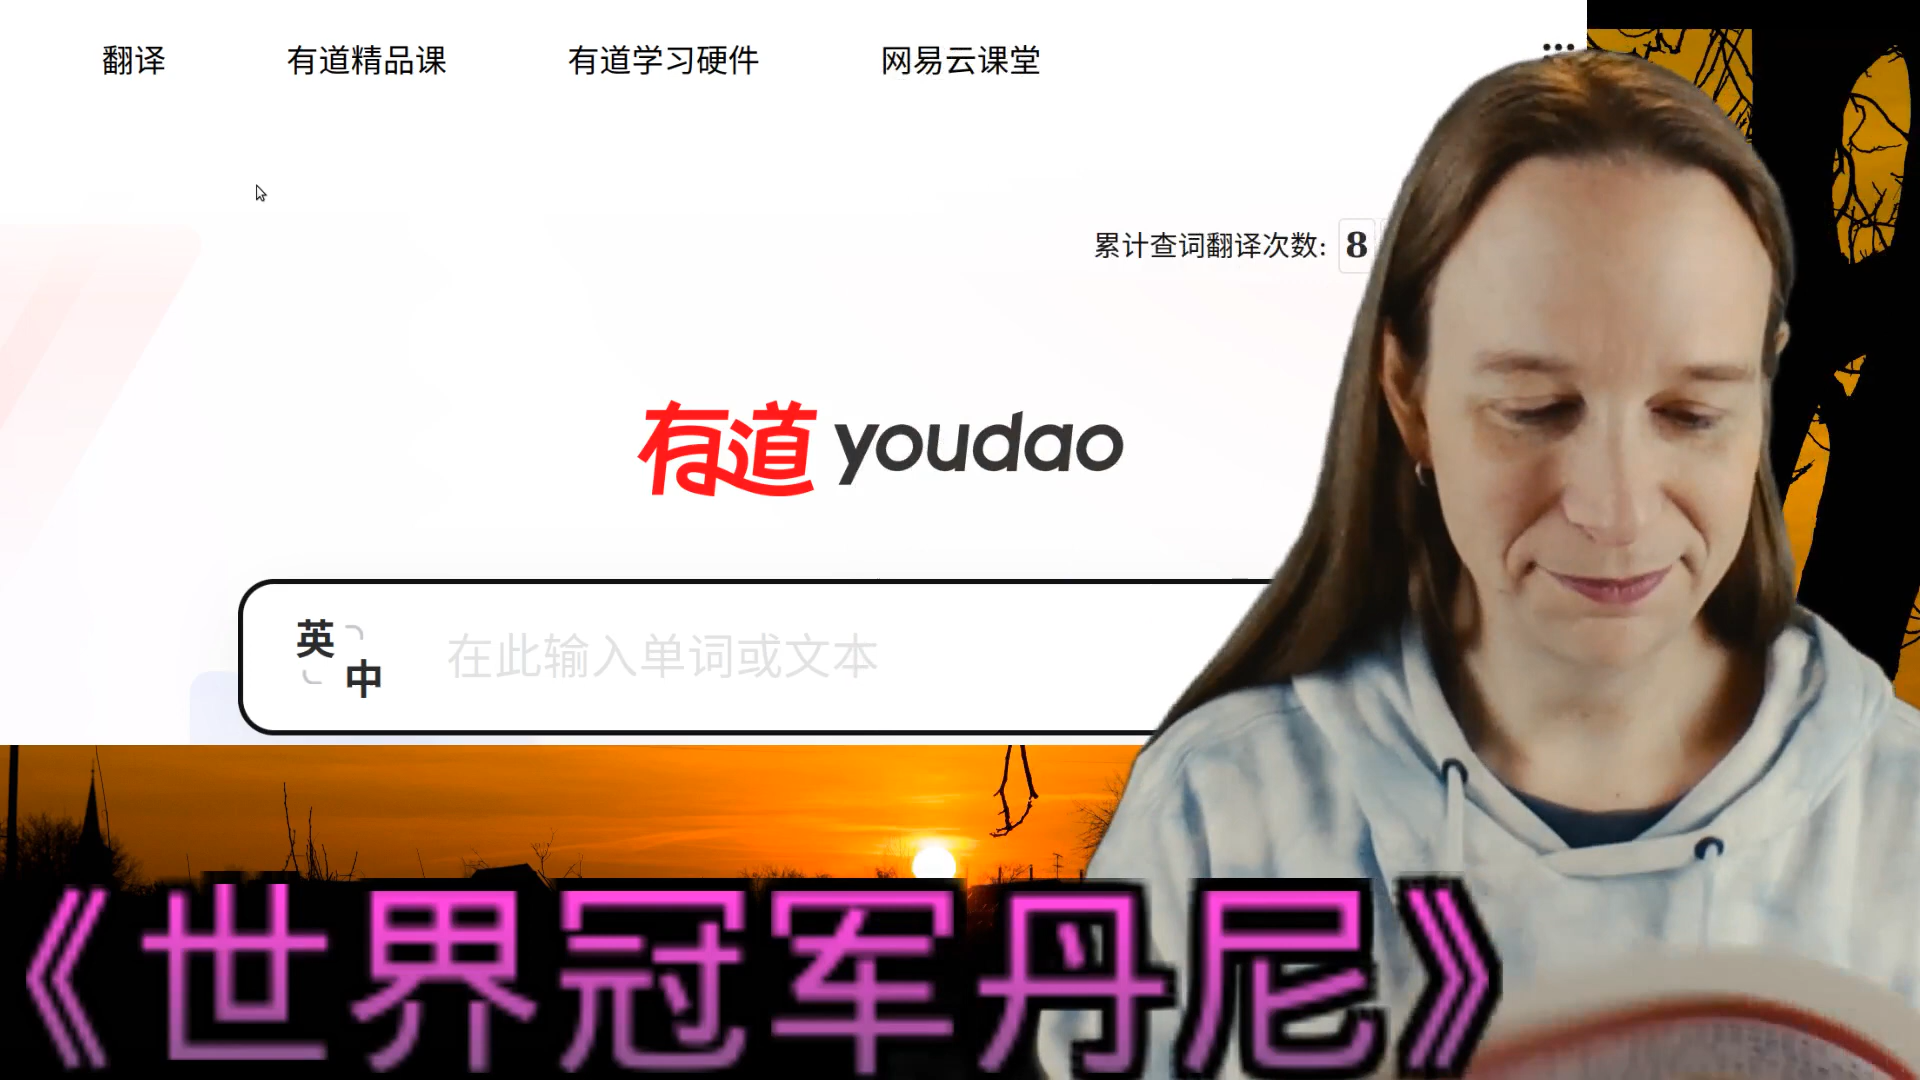 翻译 有道精品课 有道学习硬件 网易云课堂
累计查词翻译次数: 8
有道 youdao
英
中
在此输入单词或文本
《世界冠军丹尼》